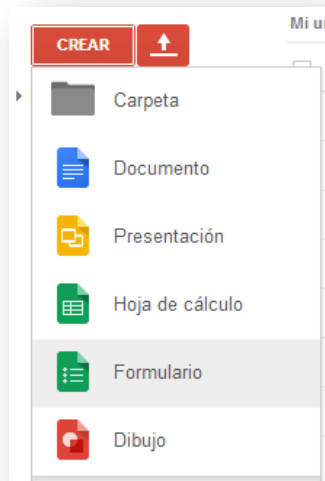 Mi u
CREAR
Carpeta
Documento
Presentación
Hoja de cálculo
Formulario
Dibujo